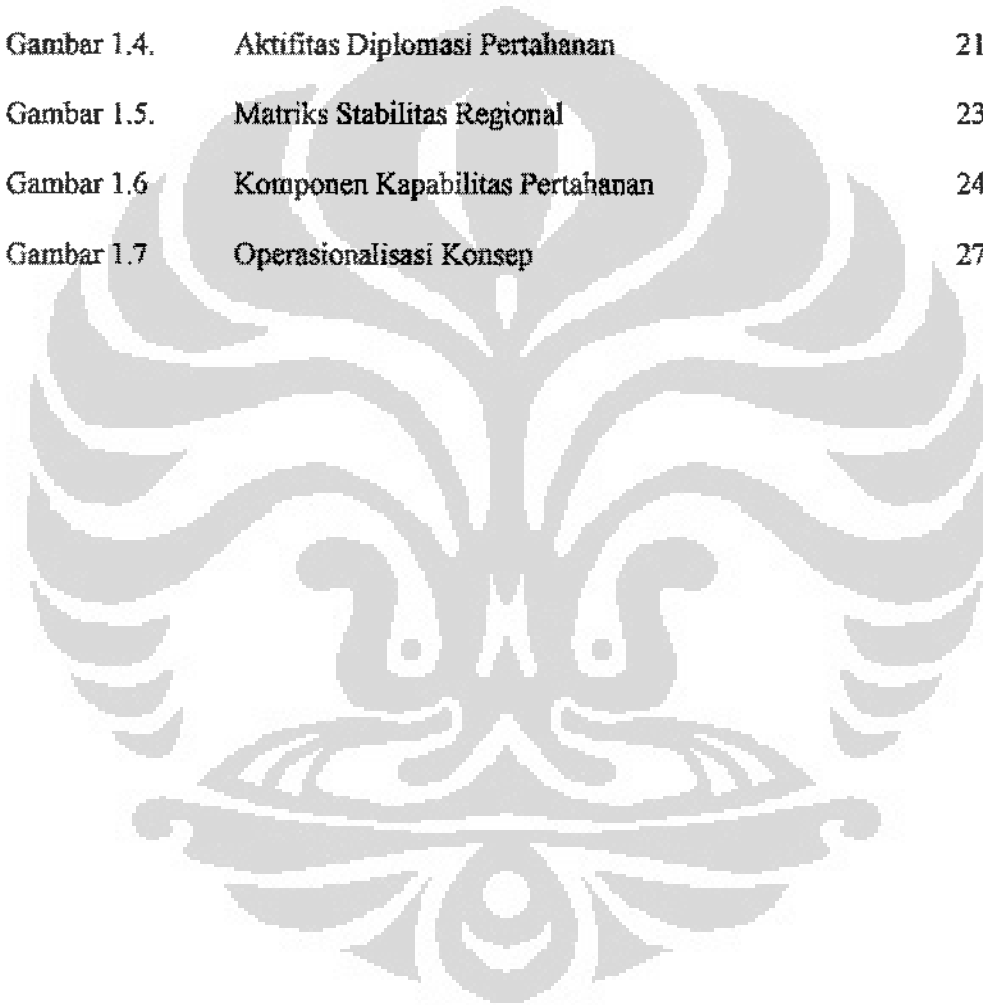 Gambar 1.4. Aktifitas Diplomasi Pertahanan 21
Gambar 1.5. Matriks Stabilitas Regional 23
Gambar 1.6 Komponen Kapabilitas Pertahanan 24
Gambar 1.7 Operasionalisasi Konsep 27